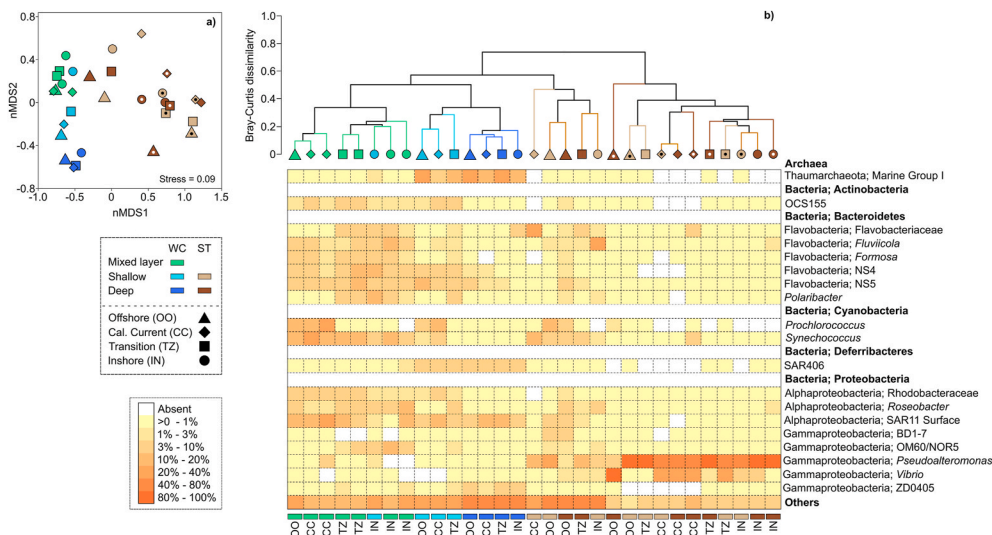 a)
0.8
0.4
0
-0.4
-0.8
nMDS2
-1.0
-0.5
0
0.5
1.0
1.5
nMDS1
Stress = 0.09
WC ST
Mixed layer
Shallow
Deep
Offshore (OO)
Cal. Current (CC)
Transition (TZ)
Inshore (IN)
Absent
>0 - 1%
1% - 3%
3% - 10%
10% - 20%
20% - 40%
40% - 80%
80% - 100%
b)
Bray-Curtis dissimilarity
1.0
0.8
0.6
0.4
0.2
0
Archaea
Thaumarchaeota; Marine Group I
Bacteria; Actinobacteria
OCS155
Bacteria; Bacteroidetes
Flavobacteria; Flavobacteriaceae
Flavobacteria; Fluviicola
Flavobacteria; Formosa
Flavobacteria; NS4
Flavobacteria; NS5
Polaribacter
Bacteria; Cyanobacteria
Prochlorococcus
Synechococcus
Bacteria; Deferribacteres
SAR406
Bacteria; Proteobacteria
Alphaproteobacteria; Rhodobacteraceae
Alphaproteobacteria; Roseobacter
Alphaproteobacteria; SAR11 Surface
Gammaproteobacteria; BD1-7
Gammaproteobacteria; OM60/NOR5
Gammaproteobacteria; Pseudoalteromonas
Gammaproteobacteria; Vibrio
Gammaproteobacteria; ZD0405
Others
OO CC CC TZ TZ IN IN IN OO CC CC TZ OO CC TZ IN CC OO OO TZ IN OO OO TZ CC CC CC TZ TZ IN IN IN